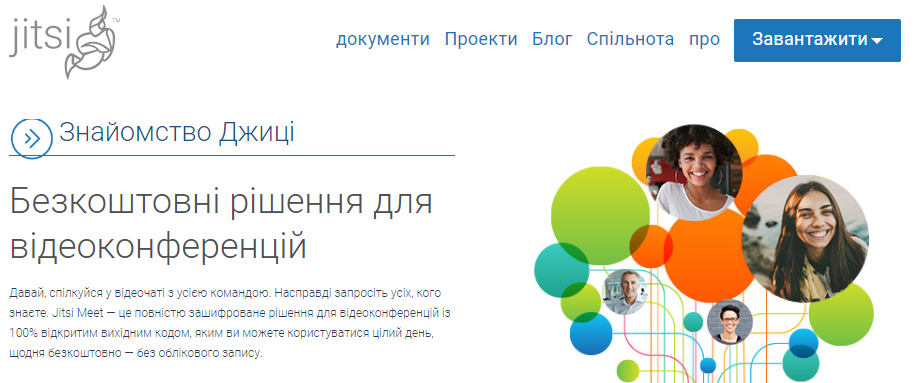 jitsi ™
документи Проекти Блог Спільнота про Завантажити
Знайомство Джиці
Безкоштовні рішення для
відеоконференцій
Давай, спілкуйся у відеочаті з усією командою. Насправді запросіть усіх, кого
знаєте. Jitsi Meet — це повністю зашифроване рішення для відеоконференцій із
100% відкритим вихідним кодом, яким ви можете користуватися цілий день,
щодня безкоштовно — без облікового запису.